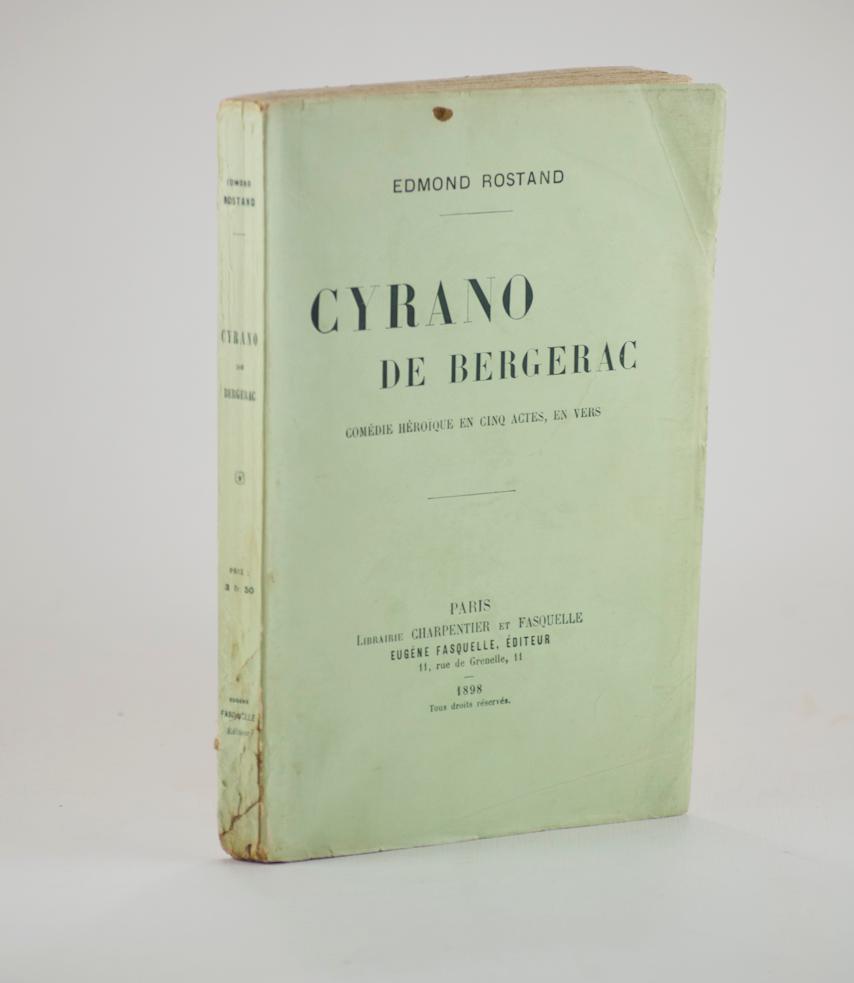 EDMOND
ROSTAND
CYRANO
DE
BERGERAC
PRIX :
3 fr. 50
EUGÈNE
FASQUELLE
Éditeur
EDMOND ROSTAND
CYRANO
DE BERGERAC
COMÉDIE HÉROÏQUE EN CINQ ACTES, EN VERS
PARIS
LIBRAIRIE CHARPENTIER ET FASQUELLE
EUGÈNE FASQUELLE, ÉDITEUR
11, rue de Grenelle, 11
1898
Tous droits réservés.